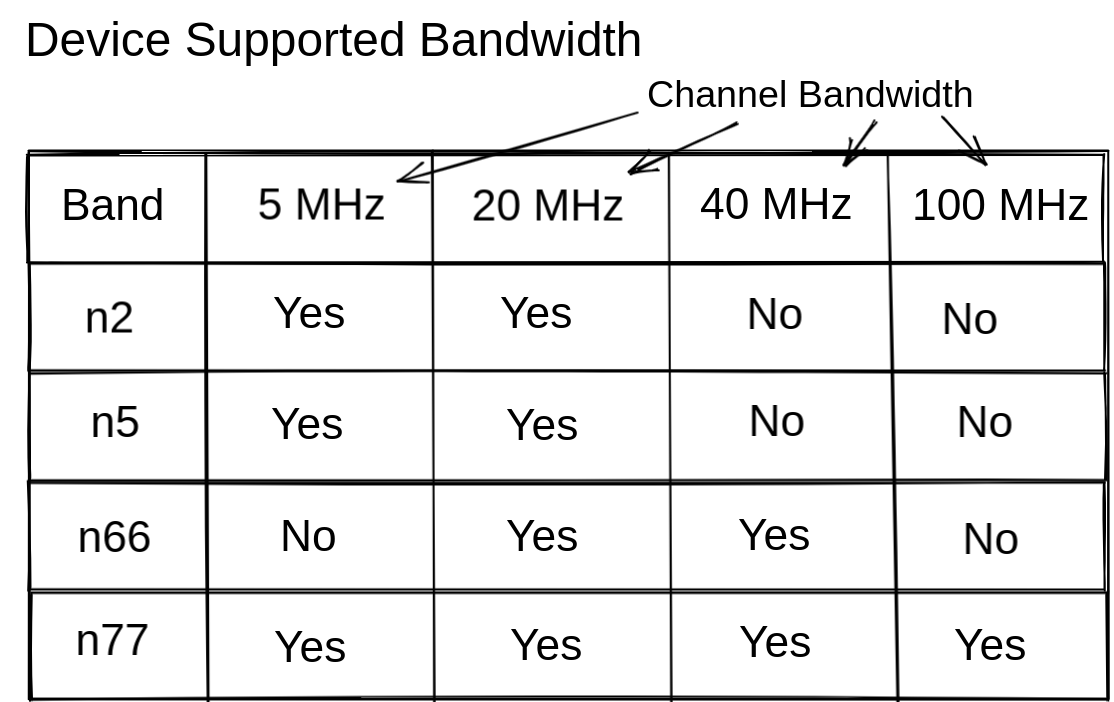 Device Supported Bandwidth
Channel Bandwidth
Band 5 MHz 20 MHz 40 MHz 100 MHz
n2 Yes Yes No No
n5 Yes Yes No No
n66 No Yes Yes No
n77 Yes Yes Yes Yes